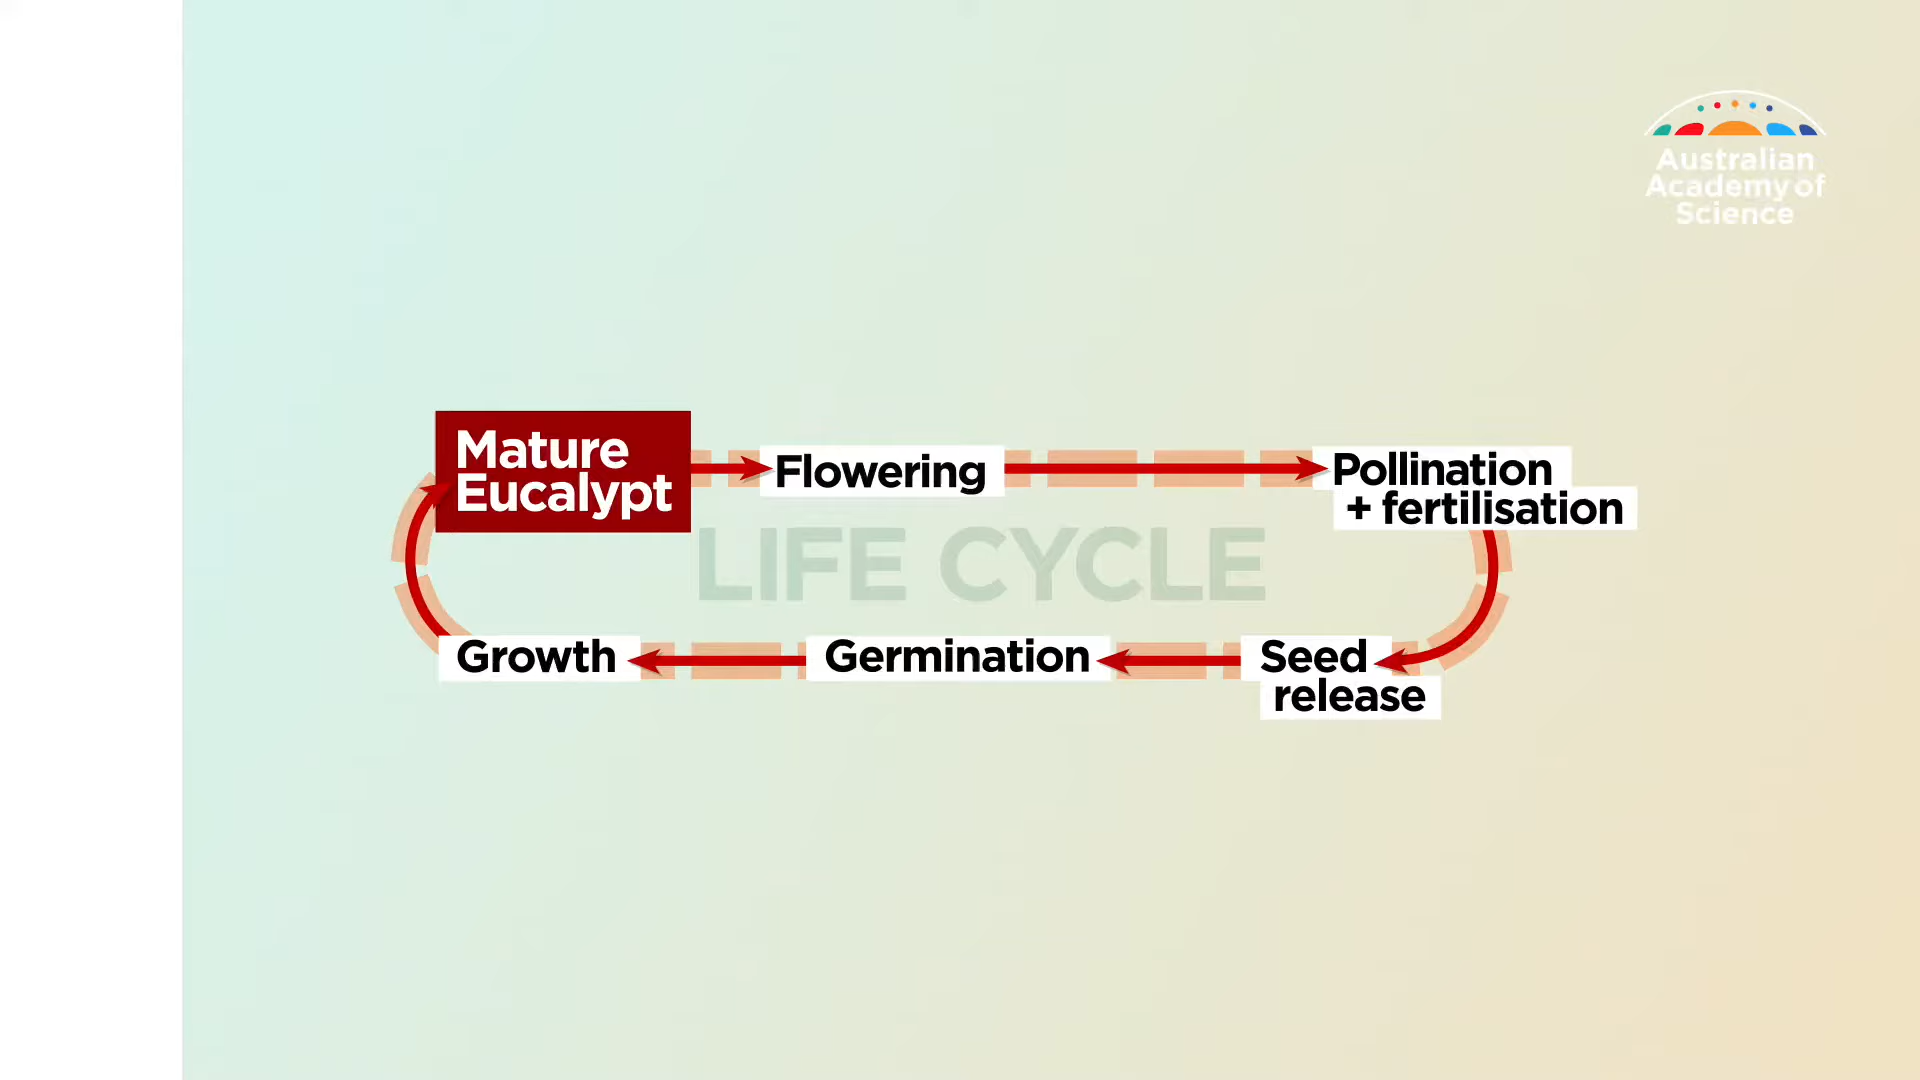 Australian
Academy of
Science
Mature
Eucalypt
Flowering
Pollination
+ fertilisation
LIFE CYCLE
Growth
Germination
Seed
release